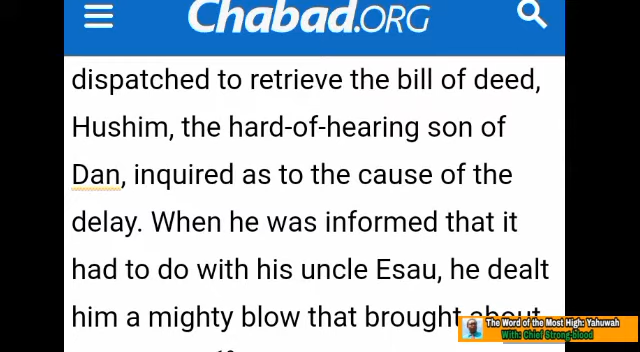 Chabad.ORG
dispatched to retrieve the bill of deed,
Hushim, the hard-of-hearing son of
Dan, inquired as to the cause of the
delay. When he was informed that it
had to do with his uncle Esau, he dealt
him a mighty blow that brought about
The Word of the Most High: Yahuwah
With: Chief Strong-blood